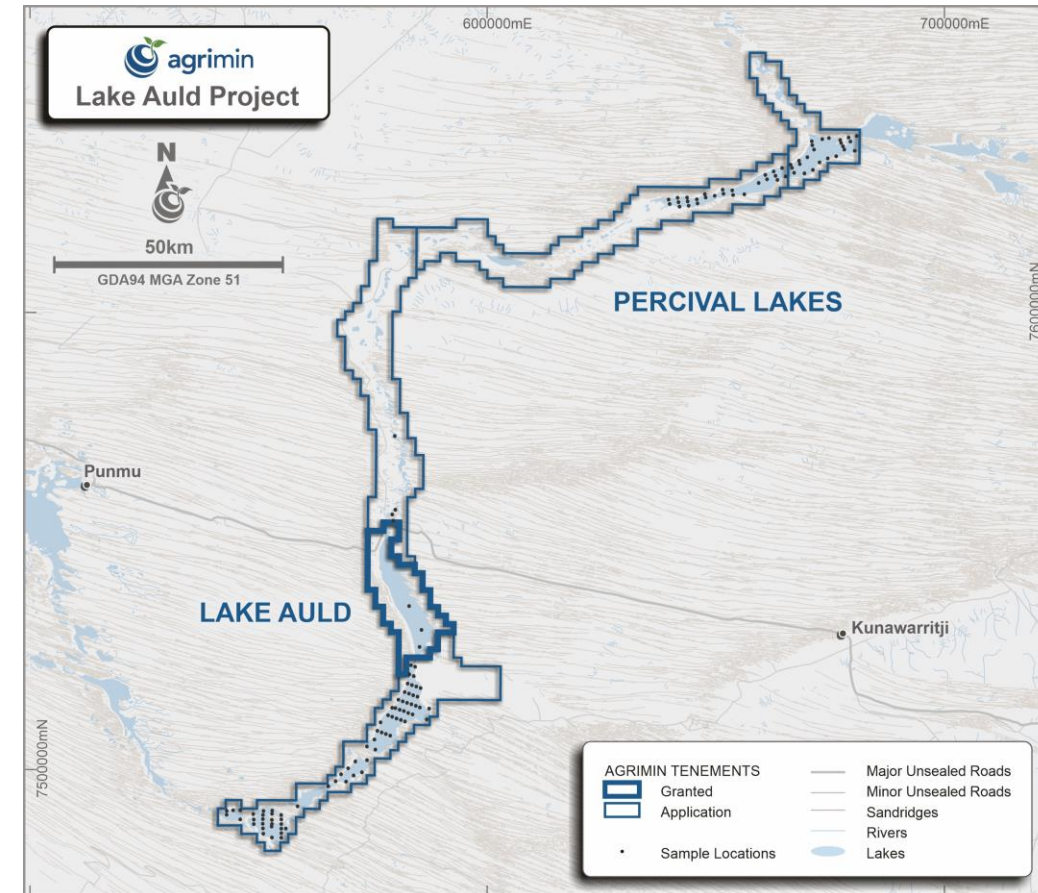 600000mE
700000mE
agrimin
Lake Auld Project
N
50km
GDA94 MGA Zone 51
7600000mN
PERCIVAL LAKES
Punmu
LAKE AULD
Kunawarritji
7500000mN
AGRIMIN TENEMENTS
Granted
Application
Sample Locations
Major Unsealed Roads
Minor Unsealed Roads
Sandridges
Rivers
Lakes